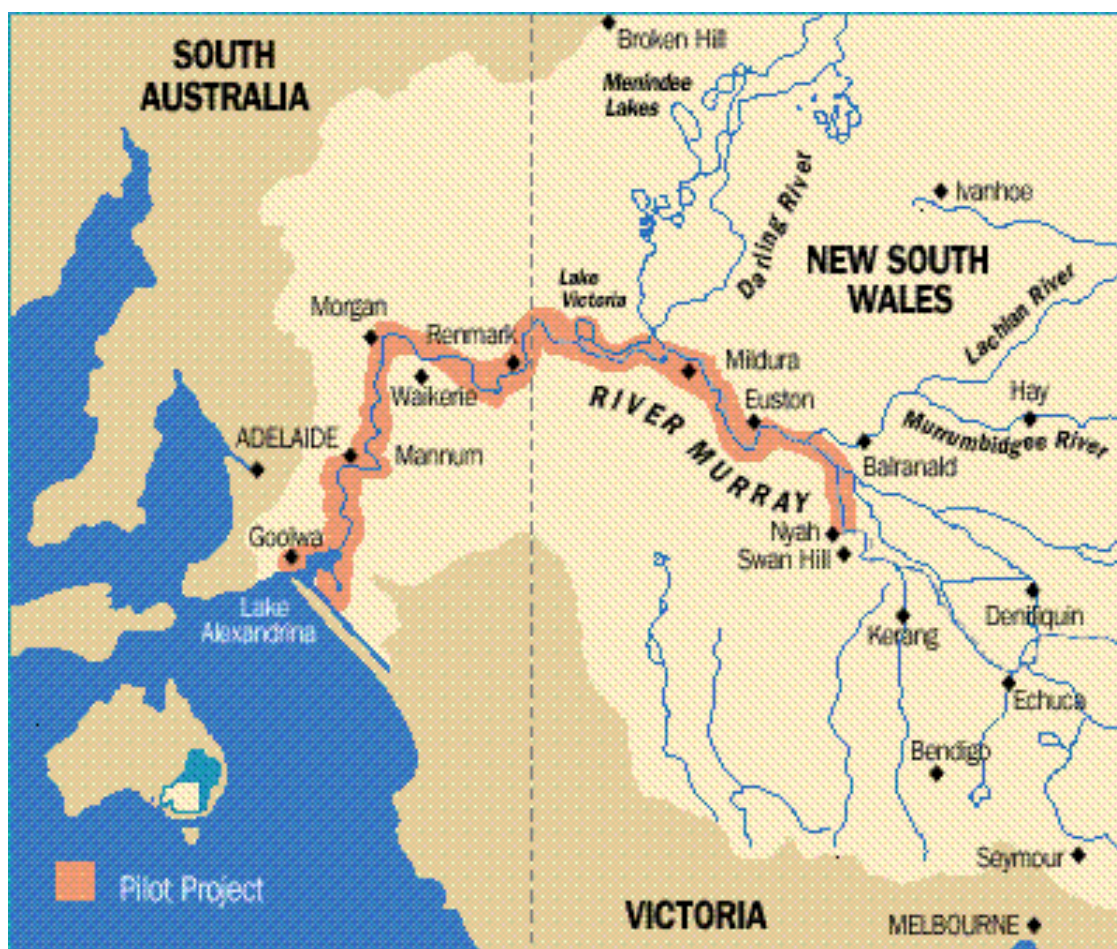 Broken Hill
SOUTH
AUSTRALIA
Menindee
Lakes
Darling River
Ivanhoe
NEW SOUTH
WALES
Lachlan River
Lake
Victoria
Morgan
Renmark
Mildura
Waikerie
Euston
Hay
RIVER MURRAY
Murrumbidgee River
ADELAIDE
Mannum
Balranald
Goolwa
Nyah
Swan Hill
Lake
Alexandrina
Deniliquin
Kerang
Echuca
Bendigo
Seymour
Pilot Project
VICTORIA
MELBOURNE